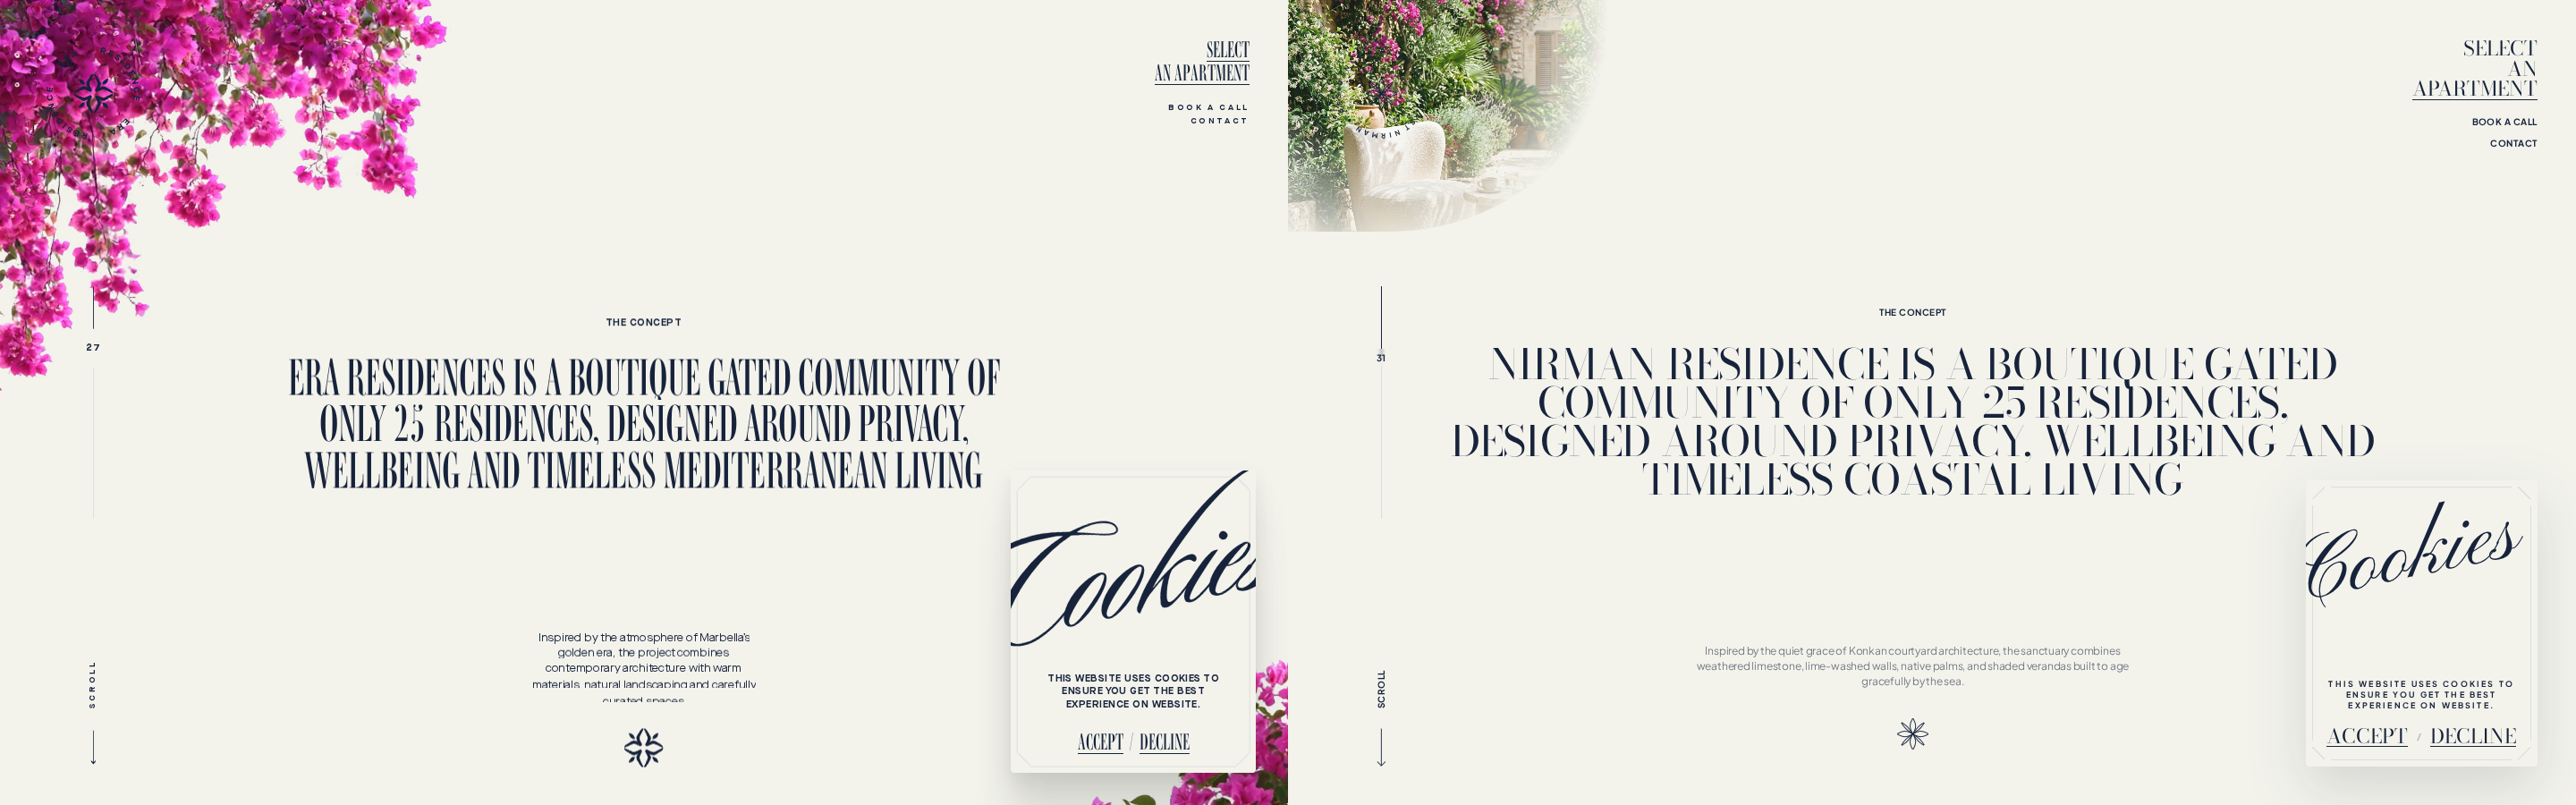 SELECT
AN APARTMENT
BOOK A CALL
CONTACT
THE CONCEPT
27
ERA RESIDENCES IS A BOUTIQUE GATED COMMUNITY OF
ONLY 25 RESIDENCES, DESIGNED AROUND PRIVACY,
WELLBEING AND TIMELESS MEDITERRANEAN LIVING
Inspired by the atmosphere of Marbella's
golden era, the project combines
contemporary architecture with warm
materials, natural landscaping and carefully
curated spaces
SCROLL
Cookies
THIS WEBSITE USES COOKIES TO
ENSURE YOU GET THE BEST
EXPERIENCE ON WEBSITE.
ACCEPT / DECLINE
NIRMAN
SELECT
AN
APARTMENT
BOOK A CALL
CONTACT
THE CONCEPT
31
NIRMAN RESIDENCE IS A BOUTIQUE GATED
COMMUNITY OF ONLY 25 RESIDENCES,
DESIGNED AROUND PRIVACY, WELLBEING AND
TIMELESS COASTAL LIVING
Inspired by the quiet grace of Konkan courtyard architecture, the sanctuary combines
weathered limestone, lime-washed walls, native palms, and shaded verandas built to age
gracefully by the sea.
SCROLL
Cookies
THIS WEBSITE USES COOKIES TO
ENSURE YOU GET THE BEST
EXPERIENCE ON WEBSITE.
ACCEPT / DECLINE